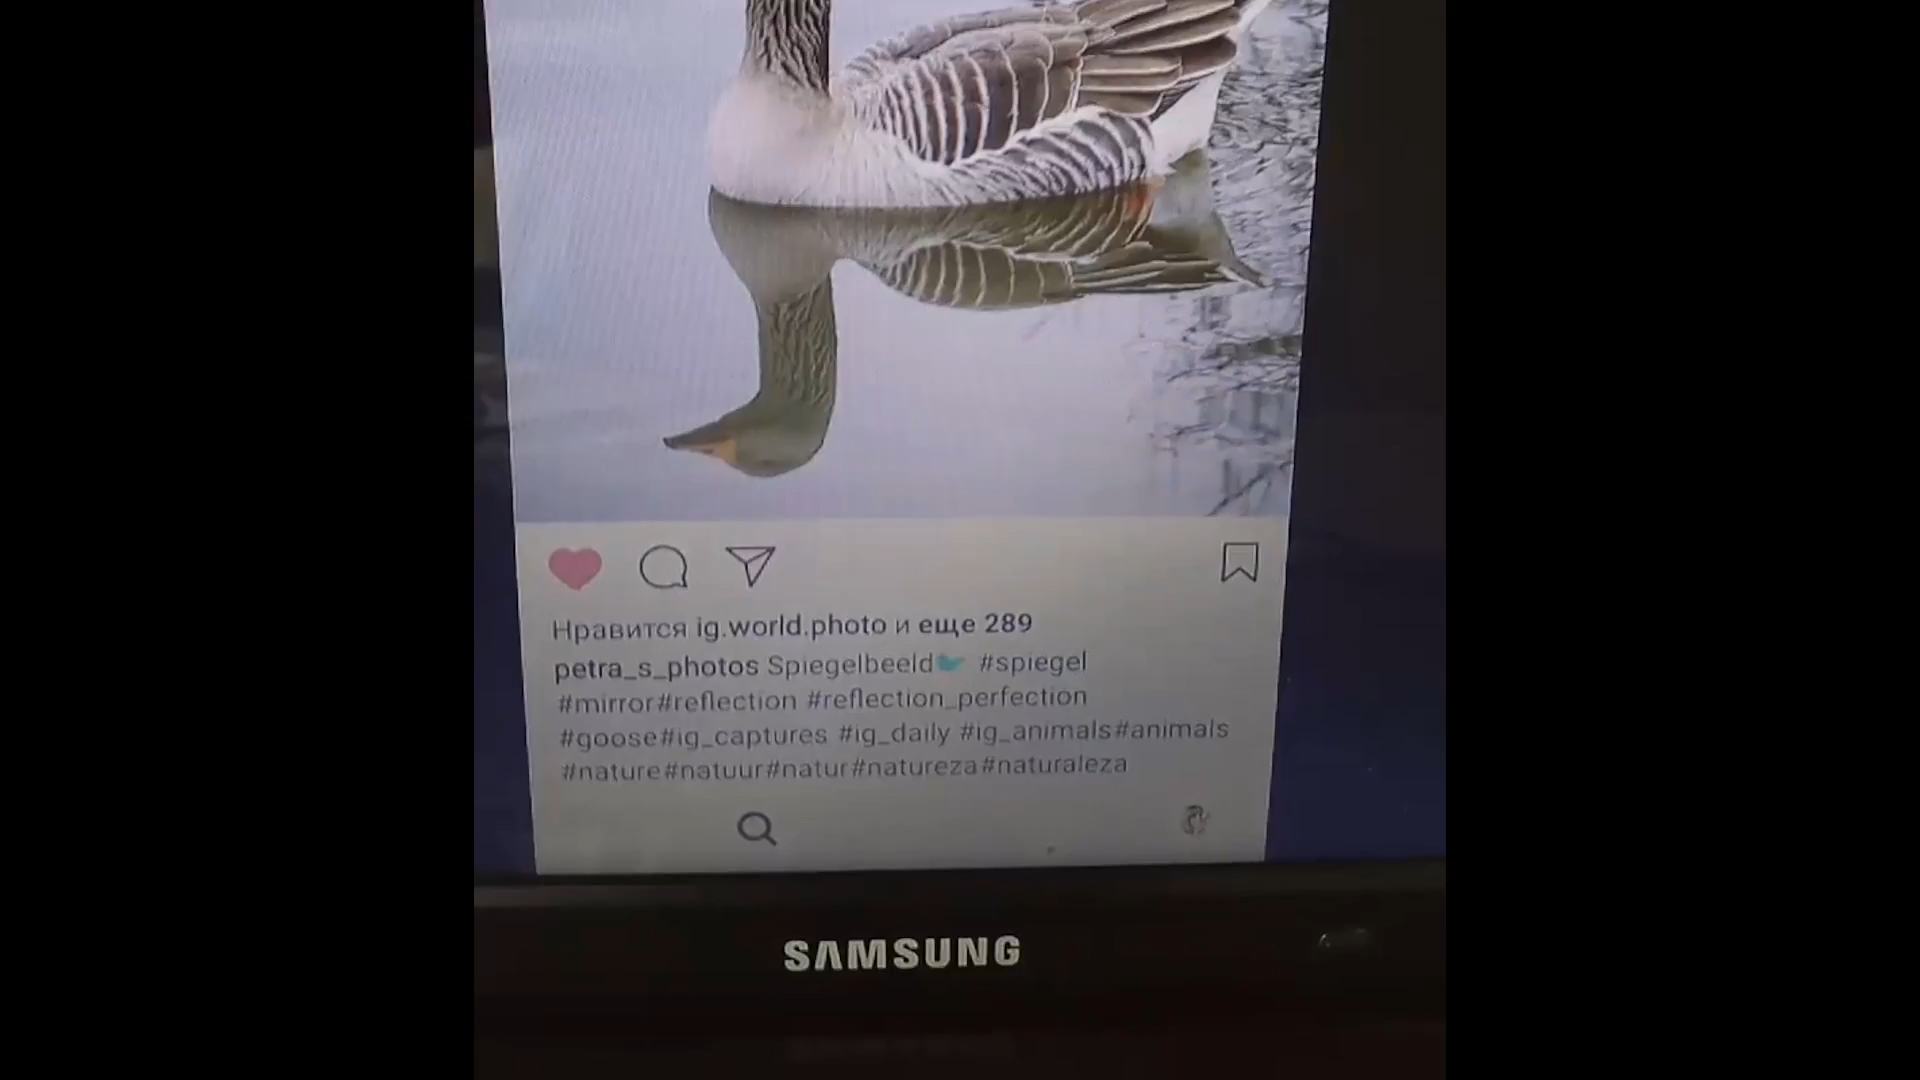 Нравится ig.world.photo и еще 289
petra_s_photos Spiegelbeeld #spiegel
#mirror#reflection #reflection_perfection
#goose#ig_captures #ig_daily #ig_animals#animals
#nature#natuur#natur#natureza#naturaleza
SAMSUNG